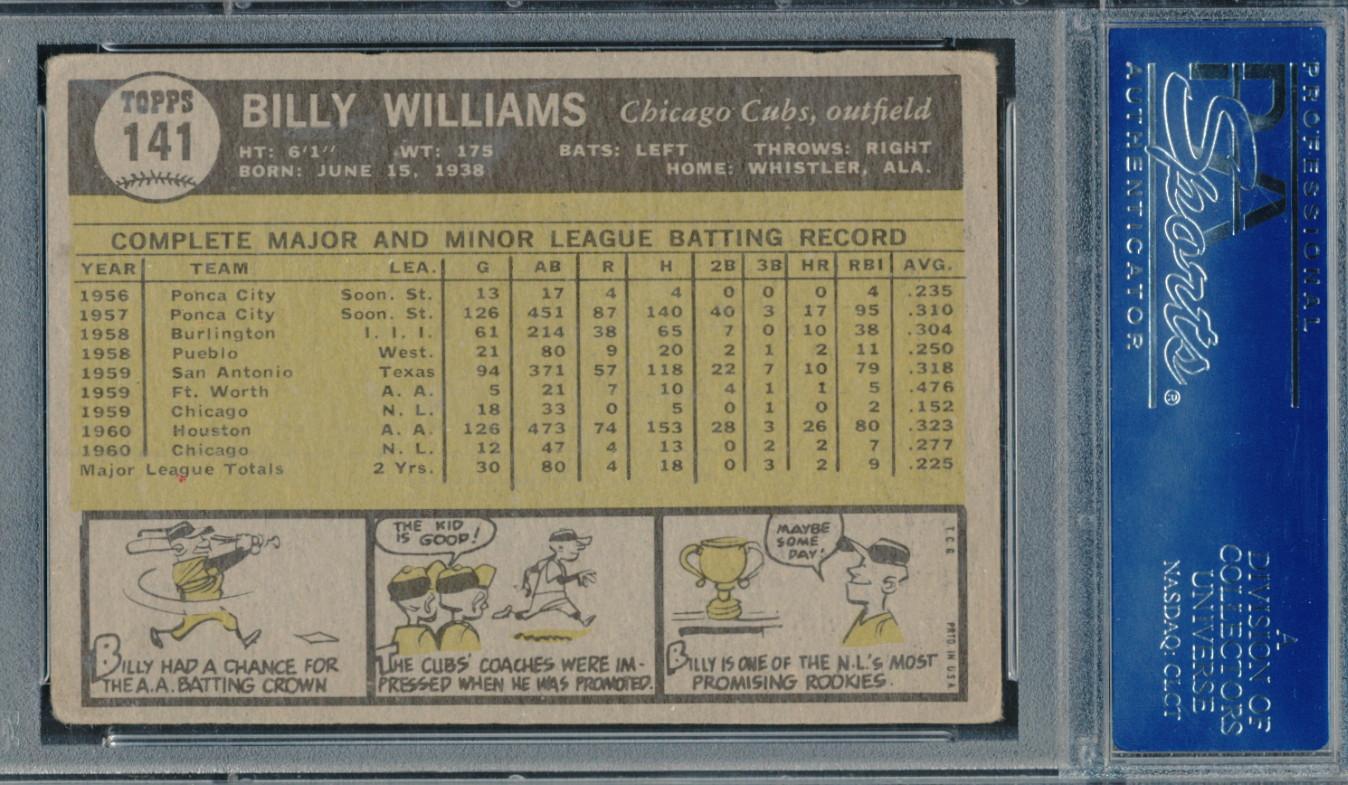 TOPPS
141
BILLY WILLIAMS Chicago Cubs, outfield
HT: 6'1" WT: 175 BATS: LEFT THROWS: RIGHT
BORN: JUNE 15, 1938 HOME: WHISTLER, ALA.
COMPLETE MAJOR AND MINOR LEAGUE BATTING RECORD
YEAR TEAM LEA. G AB R H 2B 3B HR RBI AVG.
1956 Ponca City Soon. St. 13 17 4 4 0 0 0 4 .235
1957 Ponca City Soon. St. 126 451 87 140 40 3 17 95 .310
1958 Burlington I. I. I. 61 214 38 65 7 0 10 38 .304
1958 Pueblo West. 21 80 9 20 2 1 2 11 .250
1959 San Antonio Texas 94 371 57 118 22 7 10 79 .318
1959 Ft. Worth A. A. 5 21 7 10 4 1 1 5 .476
1959 Chicago N. L. 18 33 0 5 0 1 0 2 .152
1960 Houston A. A. 126 473 74 153 28 3 26 80 .323
1960 Chicago N. L. 12 47 4 13 0 2 2 7 .277
Major League Totals 2 Yrs. 30 80 4 18 0 3 2 9 .225
BILLY HAD A CHANCE FOR
THE A.A. BATTING CROWN
THE KID
IS GOOD!
THE CUBS' COACHES WERE IM-
PRESSED WHEN HE WAS PROMOTED.
MAYBE
SOME
DAY!
BILLY IS ONE OF THE N.L.'S MOST
PROMISING ROOKIES.
T.C.G.
PRTD IN USA
PROFESSIONAL
PSA
Sports®
AUTHENTICATOR
A
DIVISION OF
COLLECTORS
UNIVERSE
NASDAQ: CLCT